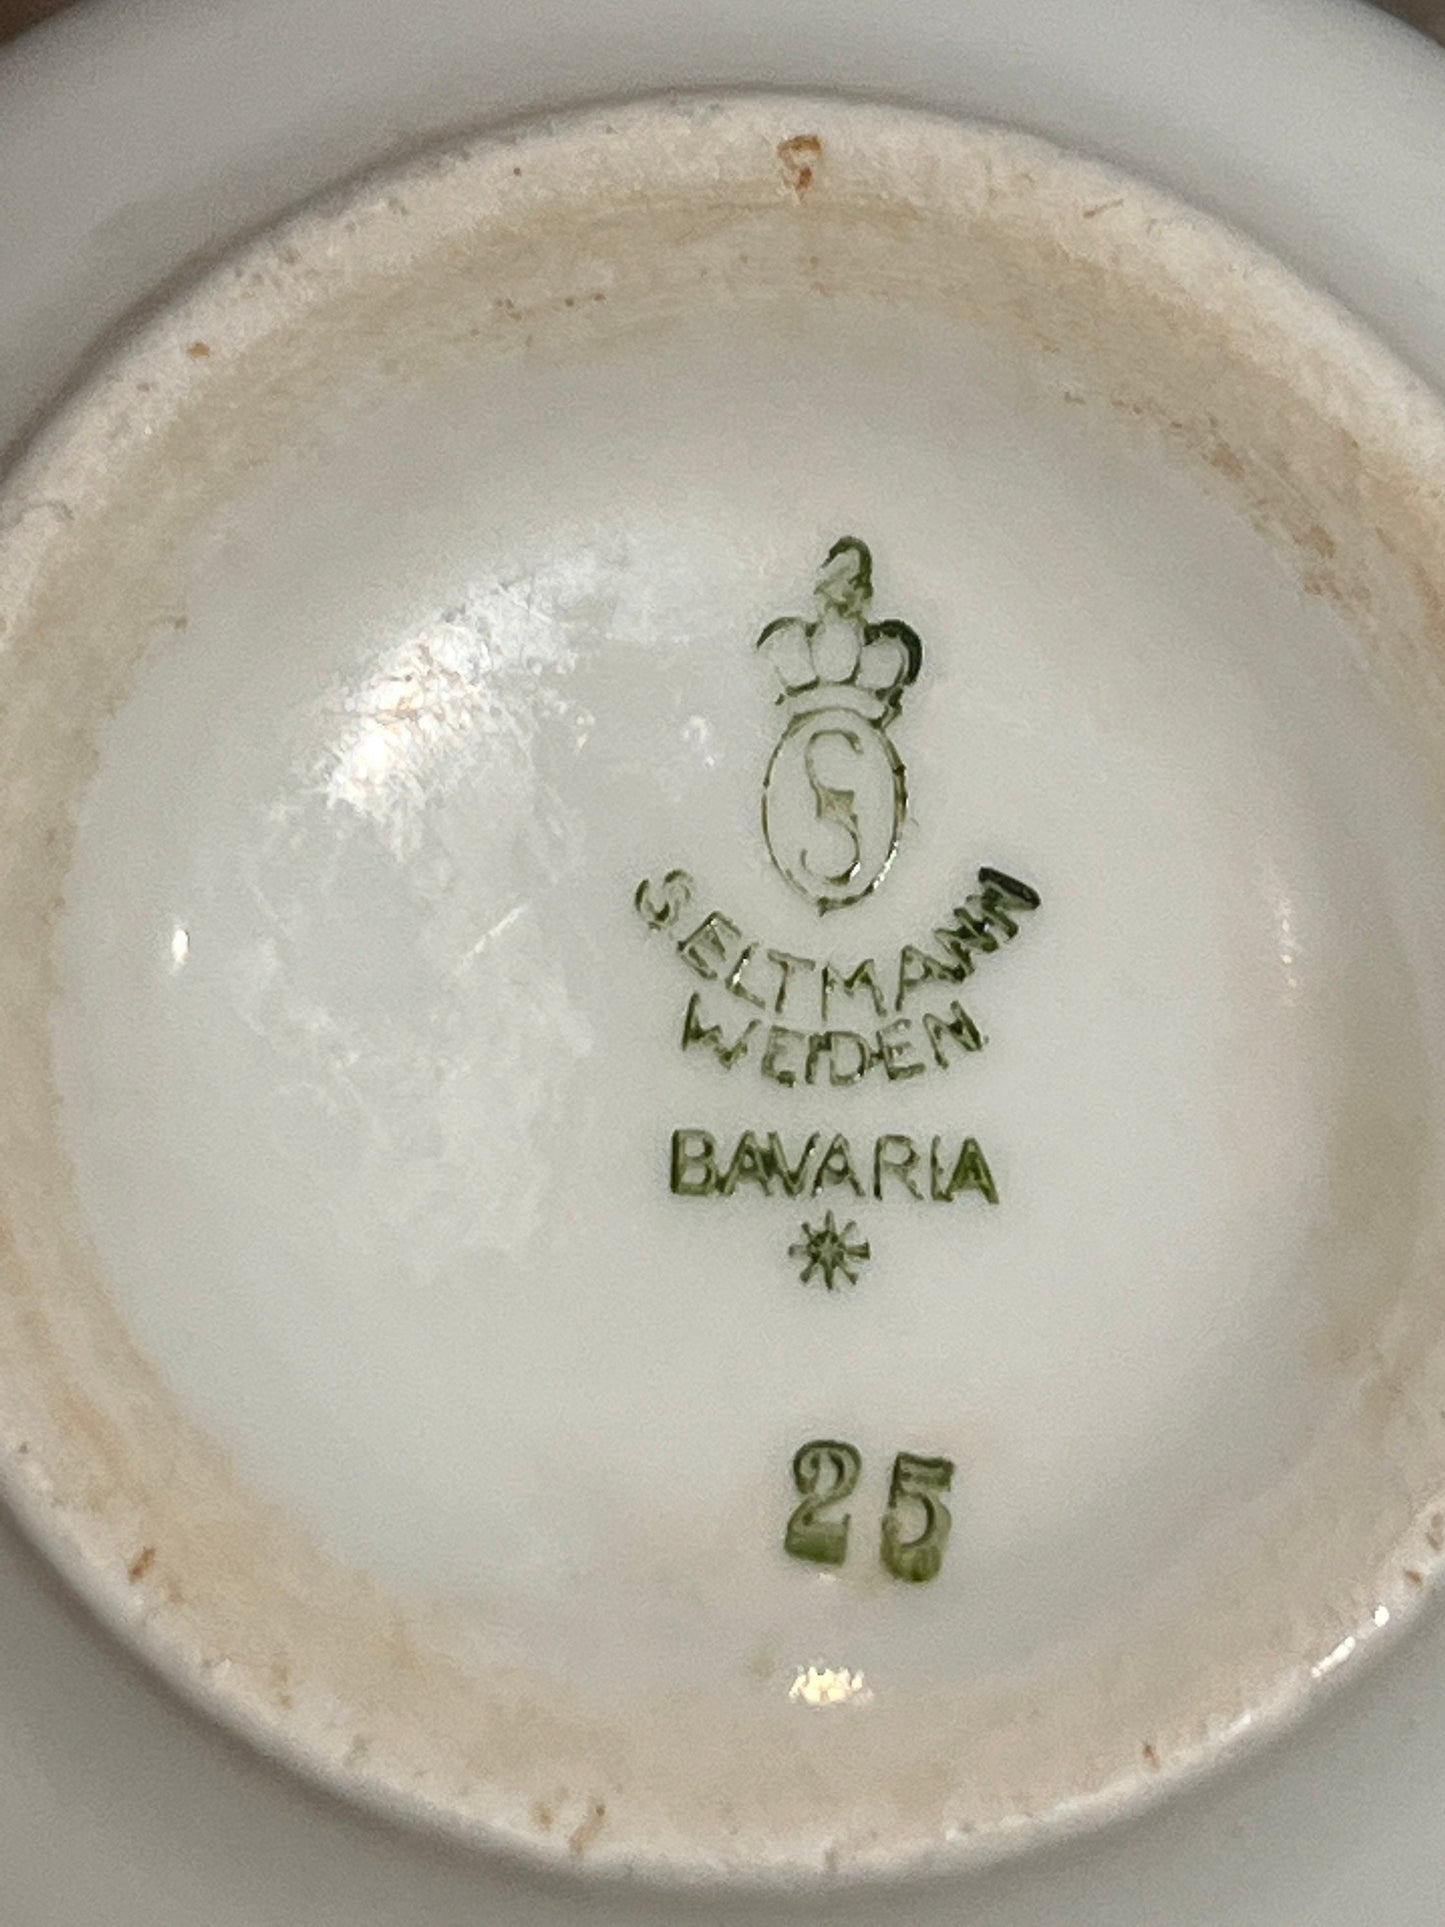 S
SELTMANN
WEIDEN
BAVARIA
25